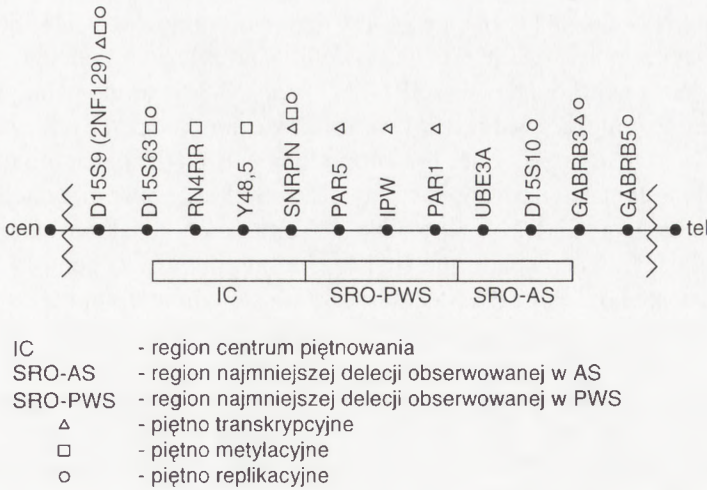 D15S9 (2NF129) △□○
D15S63 □○
RN4RR □
Y48,5 □
SNRPN △□○
PAR5 △
IPW △
PAR1 △
UBE3A
D15S10 ○
GABRB3 △○
GABRB5 ○
cen
tel
IC
SRO-PWS
SRO-AS
IC - region centrum piętnowania
SRO-AS - region najmniejszej delecji obserwowanej w AS
SRO-PWS - region najmniejszej delecji obserwowanej w PWS
△ - piętno transkrypcyjne
□ - piętno metylacyjne
○ - piętno replikacyjne